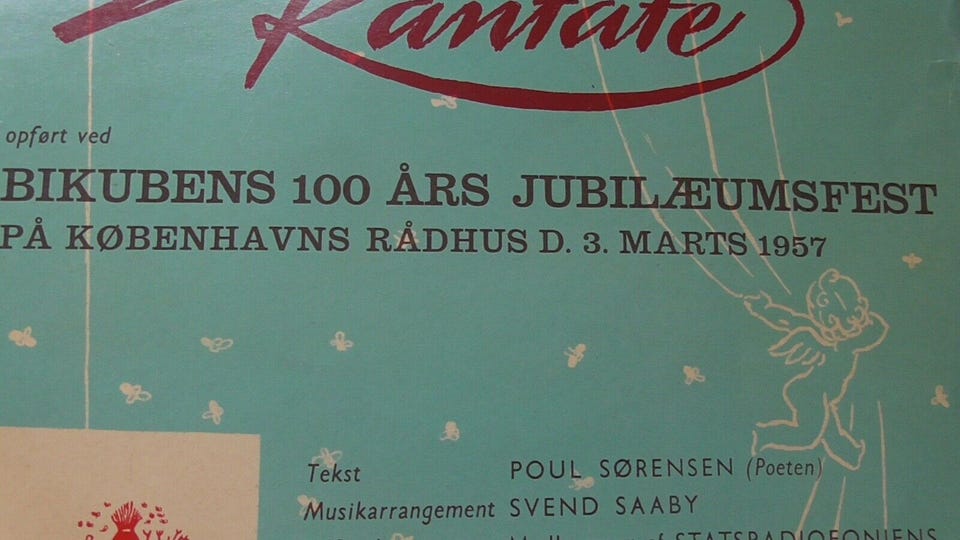 Kantate
opført ved
BIKUBENS 100 ÅRS JUBILÆUMSFEST
PÅ KØBENHAVNS RÅDHUS D. 3. MARTS 1957
Tekst POUL SØRENSEN (Poeten)
Musikarrangement SVEND SAABY
STATSRADIOFONIENS